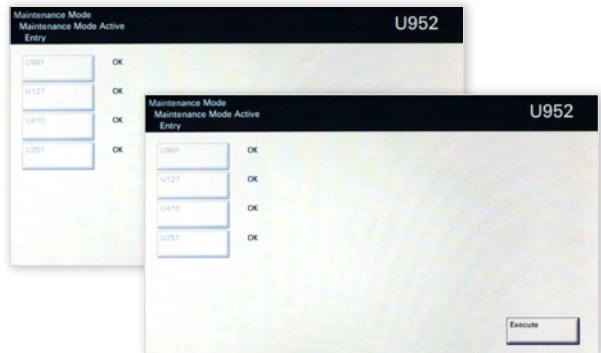 Maintenance Mode
Maintenance Mode Active
Entry
U952
U901 OK
U127 OK
U410 OK
U251 OK
Maintenance Mode
Maintenance Mode Active
Entry
U952
U901 OK
U127 OK
U410 OK
U251 OK
Execute